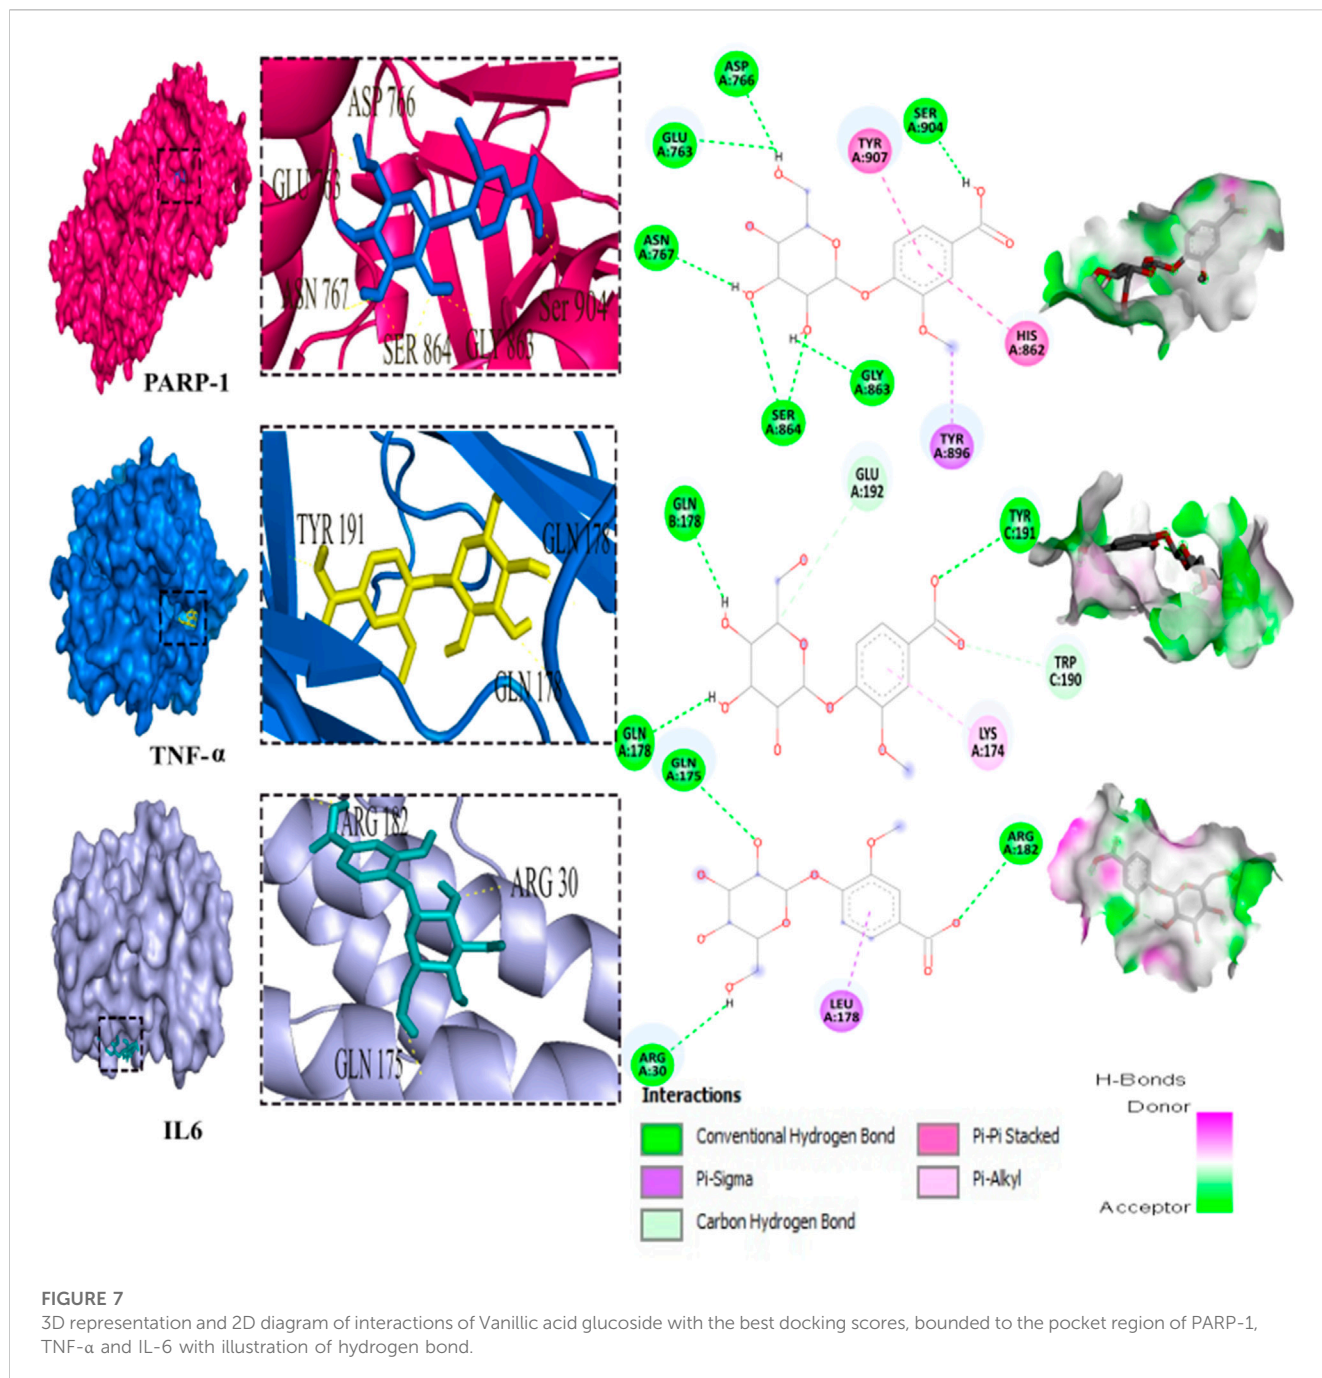 ASP 766
GLU 763
ASN 767
SER 864
GLY 863
Ser 904
PARP-1
ASP
A:766
SER
A:904
GLU
A:763
TYR
A:907
ASN
A:767
HIS
A:862
GLY
A:863
SER
A:864
TYR
A:896
H
O
H
O
O
O
O
H
O
O
O
H
O
O
TYR 191
GLN 178
GLN 178
TNF-α
GLU
A:192
GLN
B:178
TYR
C:191
TRP
C:190
GLN
A:178
LYS
A:174
O
O
H
O
O
O
H
O
O
O
O
ARG 182
ARG 30
GLN 175
IL6
GLN
A:175
ARG
A:182
LEU
A:178
ARG
A:30
O
O
O
O
O
O
O
O
O
H
Interactions
Conventional Hydrogen Bond
Pi-Sigma
Carbon Hydrogen Bond
Pi-Pi Stacked
Pi-Alkyl
H-Bonds
Donor
Acceptor
FIGURE 7
3D representation and 2D diagram of interactions of Vanillic acid glucoside with the best docking scores, bounded to the pocket region of PARP-1,
TNF-α and IL-6 with illustration of hydrogen bond.